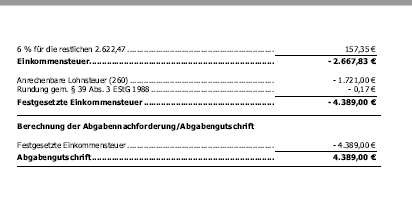 6 % für die restlichen 2.622,47 ............................................................ 157,35 €
Einkommensteuer............................................................................ - 2.667,83 €
Anrechenbare Lohnsteuer (260) ............................................................ - 1.721,00 €
Rundung gem. § 39 Abs. 3 EStG 1988 .................................................... - 0,17 €
Festgesetzte Einkommensteuer ....................................................... - 4.389,00 €
Berechnung der Abgabennachforderung/Abgabengutschrift
Festgesetzte Einkommensteuer ............................................................ - 4.389,00 €
Abgabengutschrift............................................................................ 4.389,00 €